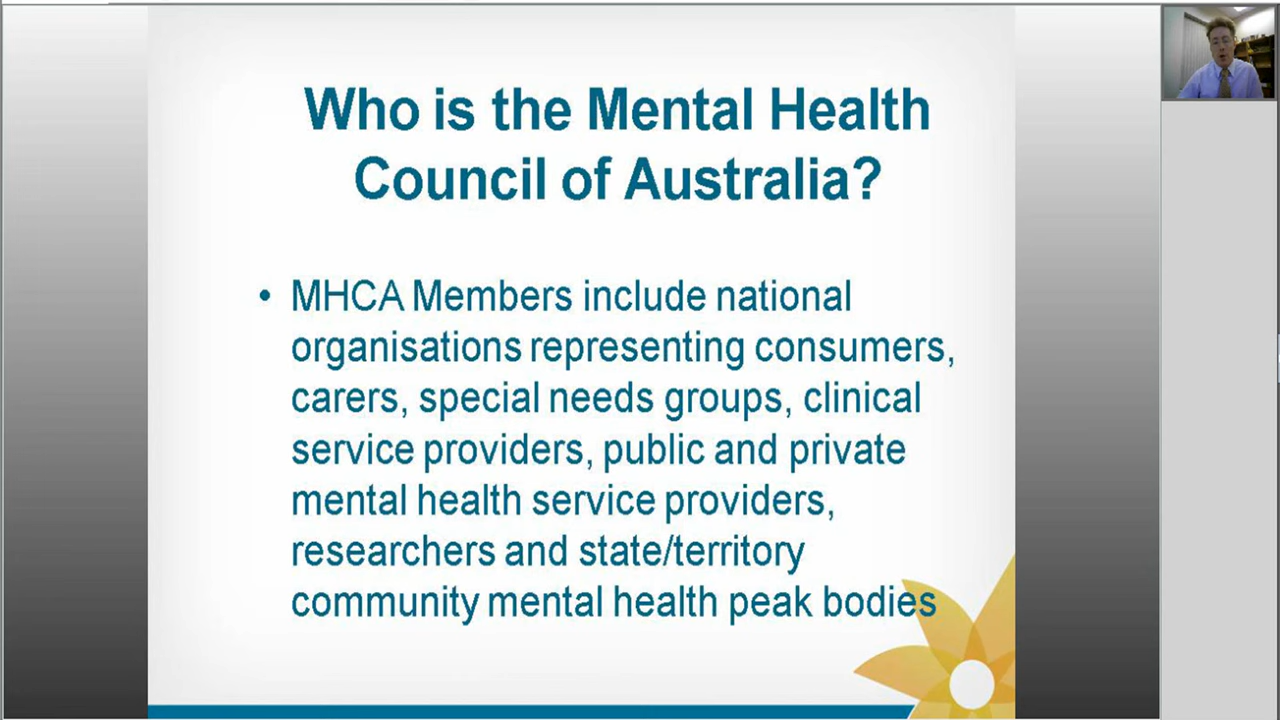 Who is the Mental Health
Council of Australia?
• MHCA Members include national
organisations representing consumers,
carers, special needs groups, clinical
service providers, public and private
mental health service providers,
researchers and state/territory
community mental health peak bodies